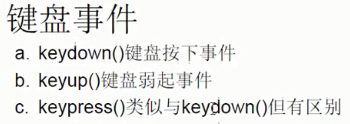 键盘事件
a. keydown()键盘按下事件
b. keyup()键盘弱起事件
c. keypress()类似与keydown()但有区别